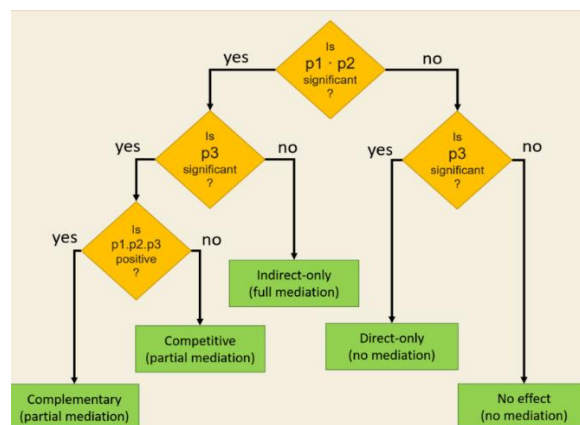 Is
p1 · p2
significant
?
yes
no
Is
p3
significant
?
yes
no
Is
p3
significant
?
yes
no
Is
p1.p2.p3
positive
?
yes
no
Indirect-only
(full mediation)
Competitive
(partial mediation)
Direct-only
(no mediation)
Complementary
(partial mediation)
No effect
(no mediation)